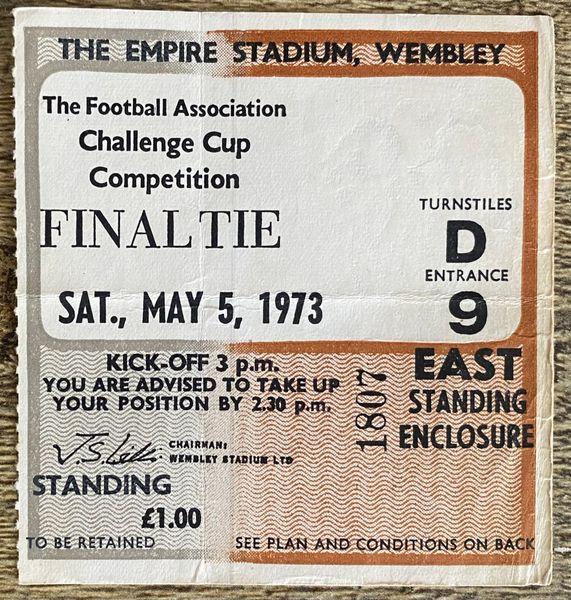 THE EMPIRE STADIUM, WEMBLEY
The Football Association
Challenge Cup
Competition
FINAL TIE
SAT., MAY 5, 1973
TURNSTILES
D
ENTRANCE
9
EAST
STANDING
ENCLOSURE
KICK-OFF 3 p.m.
YOU ARE ADVISED TO TAKE UP
YOUR POSITION BY 2.30 p.m.
1807
CHAIRMAN:
WEMBLEY STADIUM LTD
STANDING
£1.00
TO BE RETAINED
SEE PLAN AND CONDITIONS ON BACK